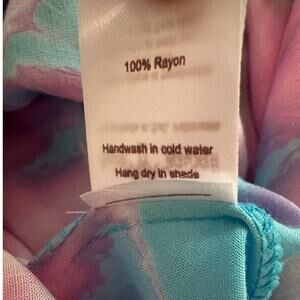 100% Rayon
Handwash in cold water
Hang dry in shade